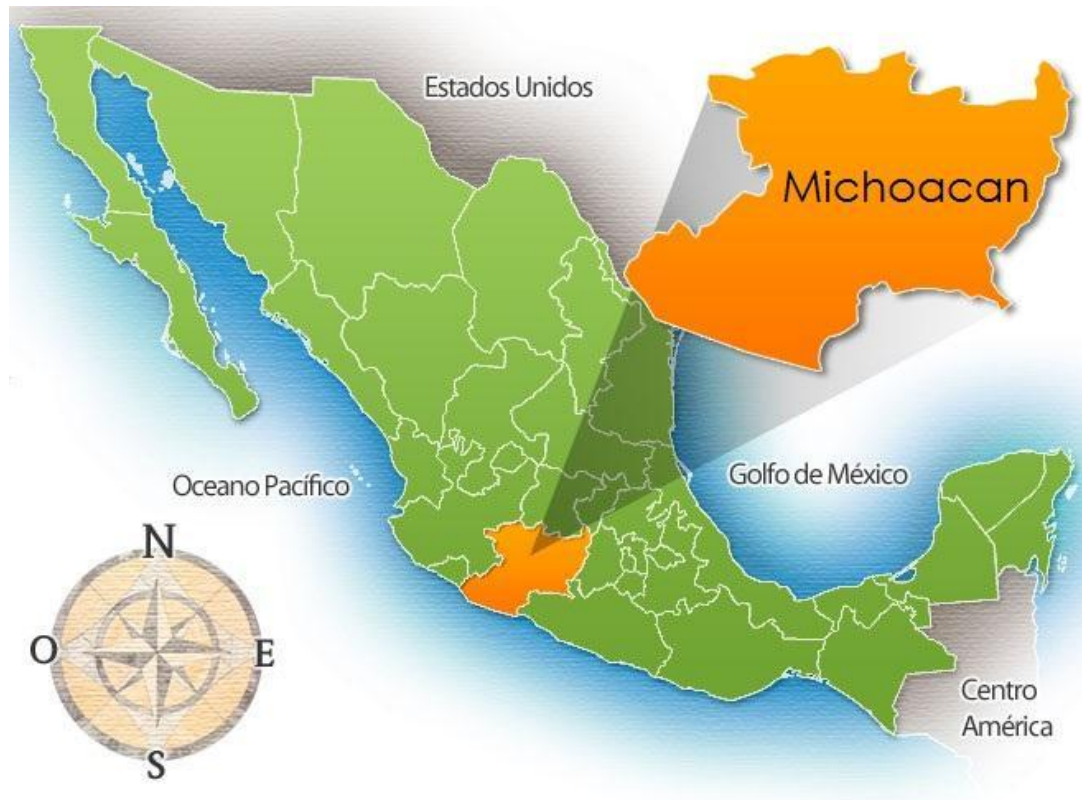 Estados Unidos
Michoacan
Oceano Pacífico
Golfo de México
N
O
E
S
Centro
América